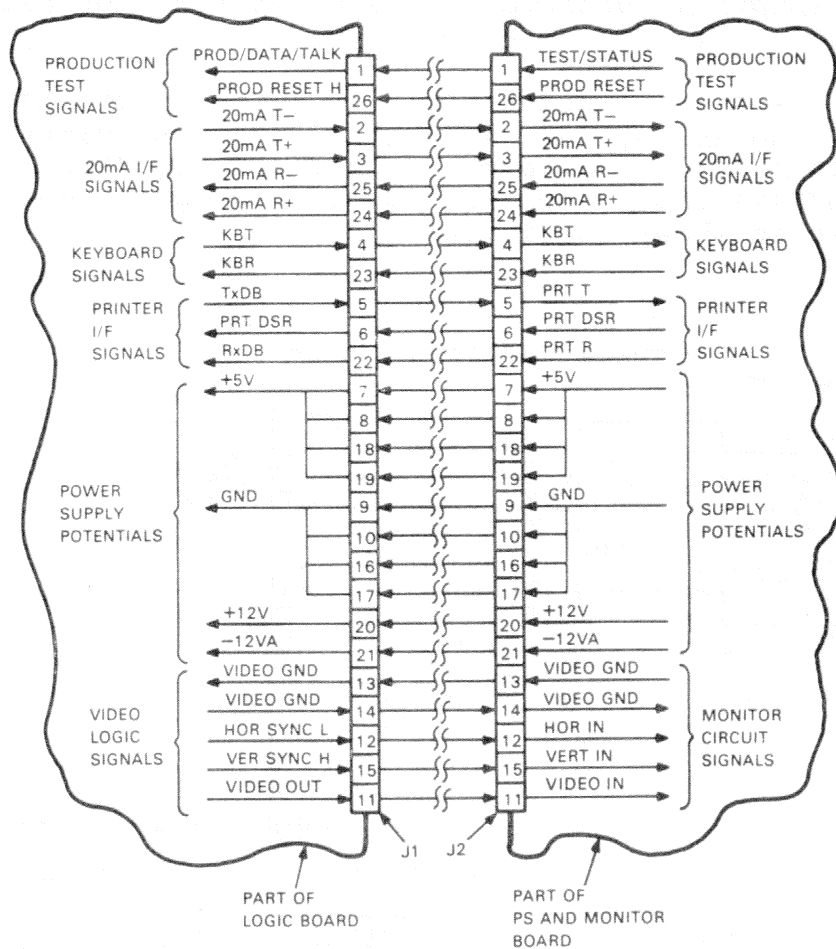 PROD/DATA/TALK
PRODUCTION
TEST
SIGNALS
PROD RESET H
20mA T−
20mA T+
20mA I/F
SIGNALS
20mA R−
20mA R+
KBT
KEYBOARD
SIGNALS
KBR
TxDB
PRINTER
I/F
SIGNALS
PRT DSR
RxDB
+5V
POWER
SUPPLY
POTENTIALS
GND
+12V
−12VA
VIDEO GND
VIDEO
LOGIC
SIGNALS
VIDEO GND
HOR SYNC L
VER SYNC H
VIDEO OUT
1
26
2
3
25
24
4
23
5
6
22
7
8
18
19
9
10
16
17
20
21
13
14
12
15
11
J1
PART OF
LOGIC BOARD
1
26
2
3
25
24
4
23
5
6
22
7
8
18
19
9
10
16
17
20
21
13
14
12
15
11
J2
TEST/STATUS
PROD RESET
PRODUCTION
TEST
SIGNALS
20mA T−
20mA T+
20mA R−
20mA R+
20mA I/F
SIGNALS
KBT
KBR
KEYBOARD
SIGNALS
PRT T
PRT DSR
PRT R
PRINTER
I/F
SIGNALS
+5V
GND
+12V
−12VA
POWER
SUPPLY
POTENTIALS
VIDEO GND
VIDEO GND
HOR IN
VERT IN
VIDEO IN
MONITOR
CIRCUIT
SIGNALS
PART OF
PS AND MONITOR
BOARD